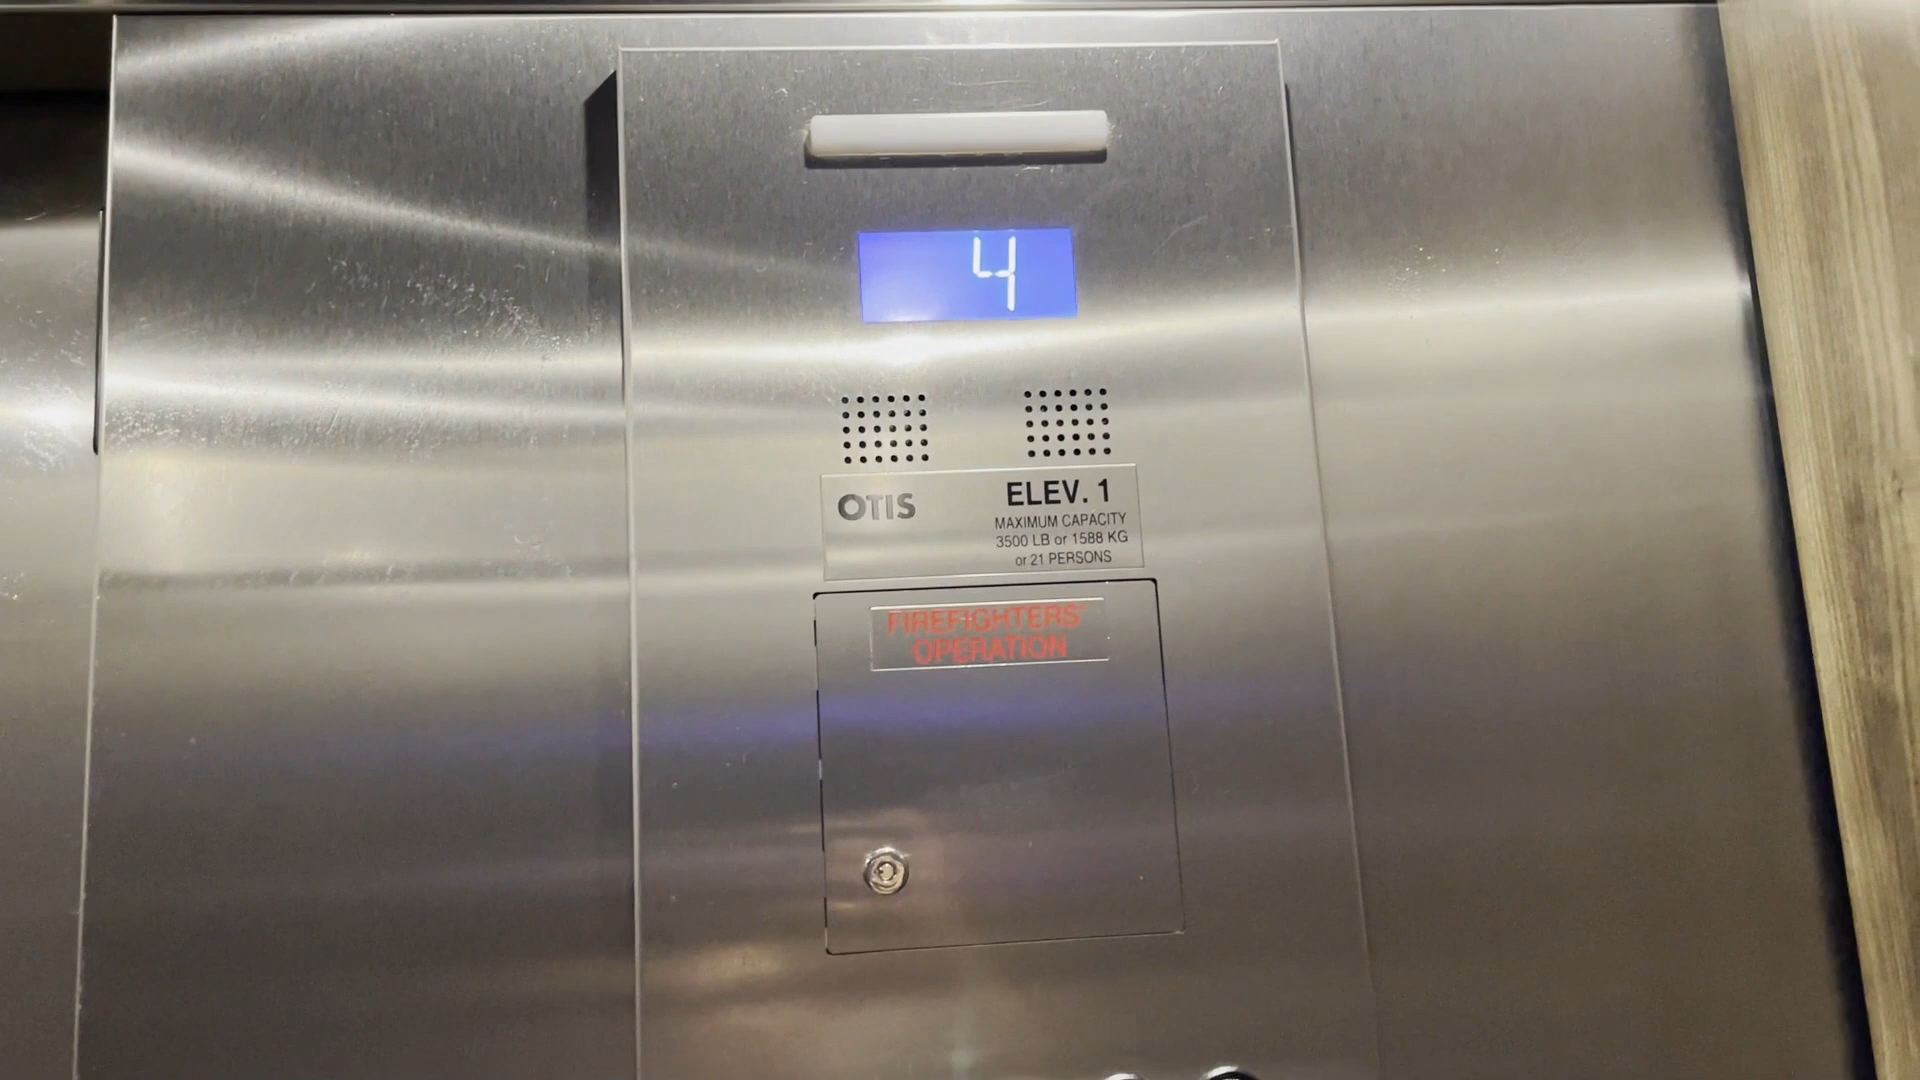 4
OTIS
ELEV. 1
MAXIMUM CAPACITY
3500 LB or 1588 KG
or 21 PERSONS
FIREFIGHTERS'
OPERATION